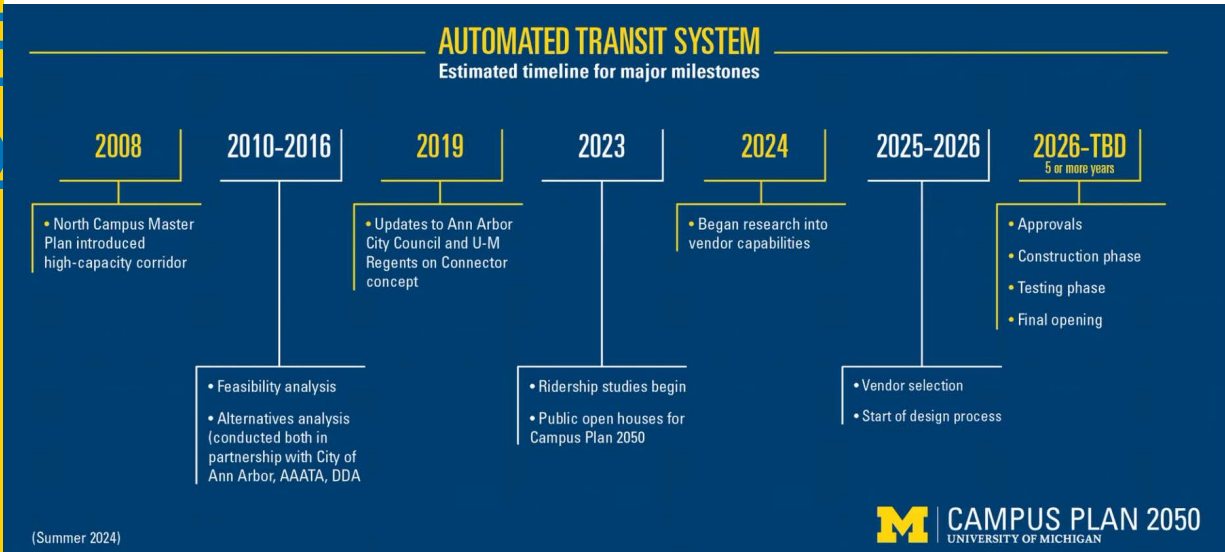 AUTOMATED TRANSIT SYSTEM
Estimated timeline for major milestones
2008
• North Campus Master
Plan introduced
high-capacity corridor
2010-2016
• Feasibility analysis
• Alternatives analysis
(conducted both in
partnership with City of
Ann Arbor, AAATA, DDA
2019
• Updates to Ann Arbor
City Council and U-M
Regents on Connector
concept
2023
• Ridership studies begin
• Public open houses for
Campus Plan 2050
2024
• Began research into
vendor capabilities
2025-2026
• Vendor selection
• Start of design process
2026-TBD
5 or more years
• Approvals
• Construction phase
• Testing phase
• Final opening
(Summer 2024)
M
CAMPUS PLAN 2050
UNIVERSITY OF MICHIGAN